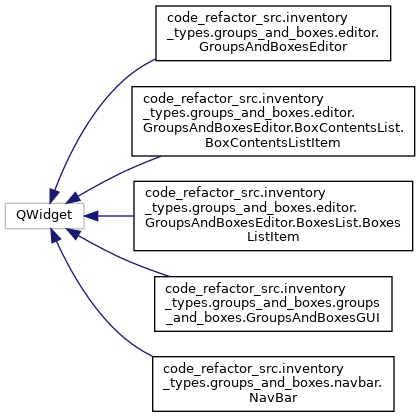 code_refactor_src.inventory
_types.groups_and_boxes.editor.
GroupsAndBoxesEditor
code_refactor_src.inventory
_types.groups_and_boxes.editor.
GroupsAndBoxesEditor.BoxContentsList.
BoxContentsListItem
QWidget
code_refactor_src.inventory
_types.groups_and_boxes.editor.
GroupsAndBoxesEditor.BoxesList.Boxes
ListItem
code_refactor_src.inventory
_types.groups_and_boxes.groups
_and_boxes.GroupsAndBoxesGUI
code_refactor_src.inventory
_types.groups_and_boxes.navbar.
NavBar